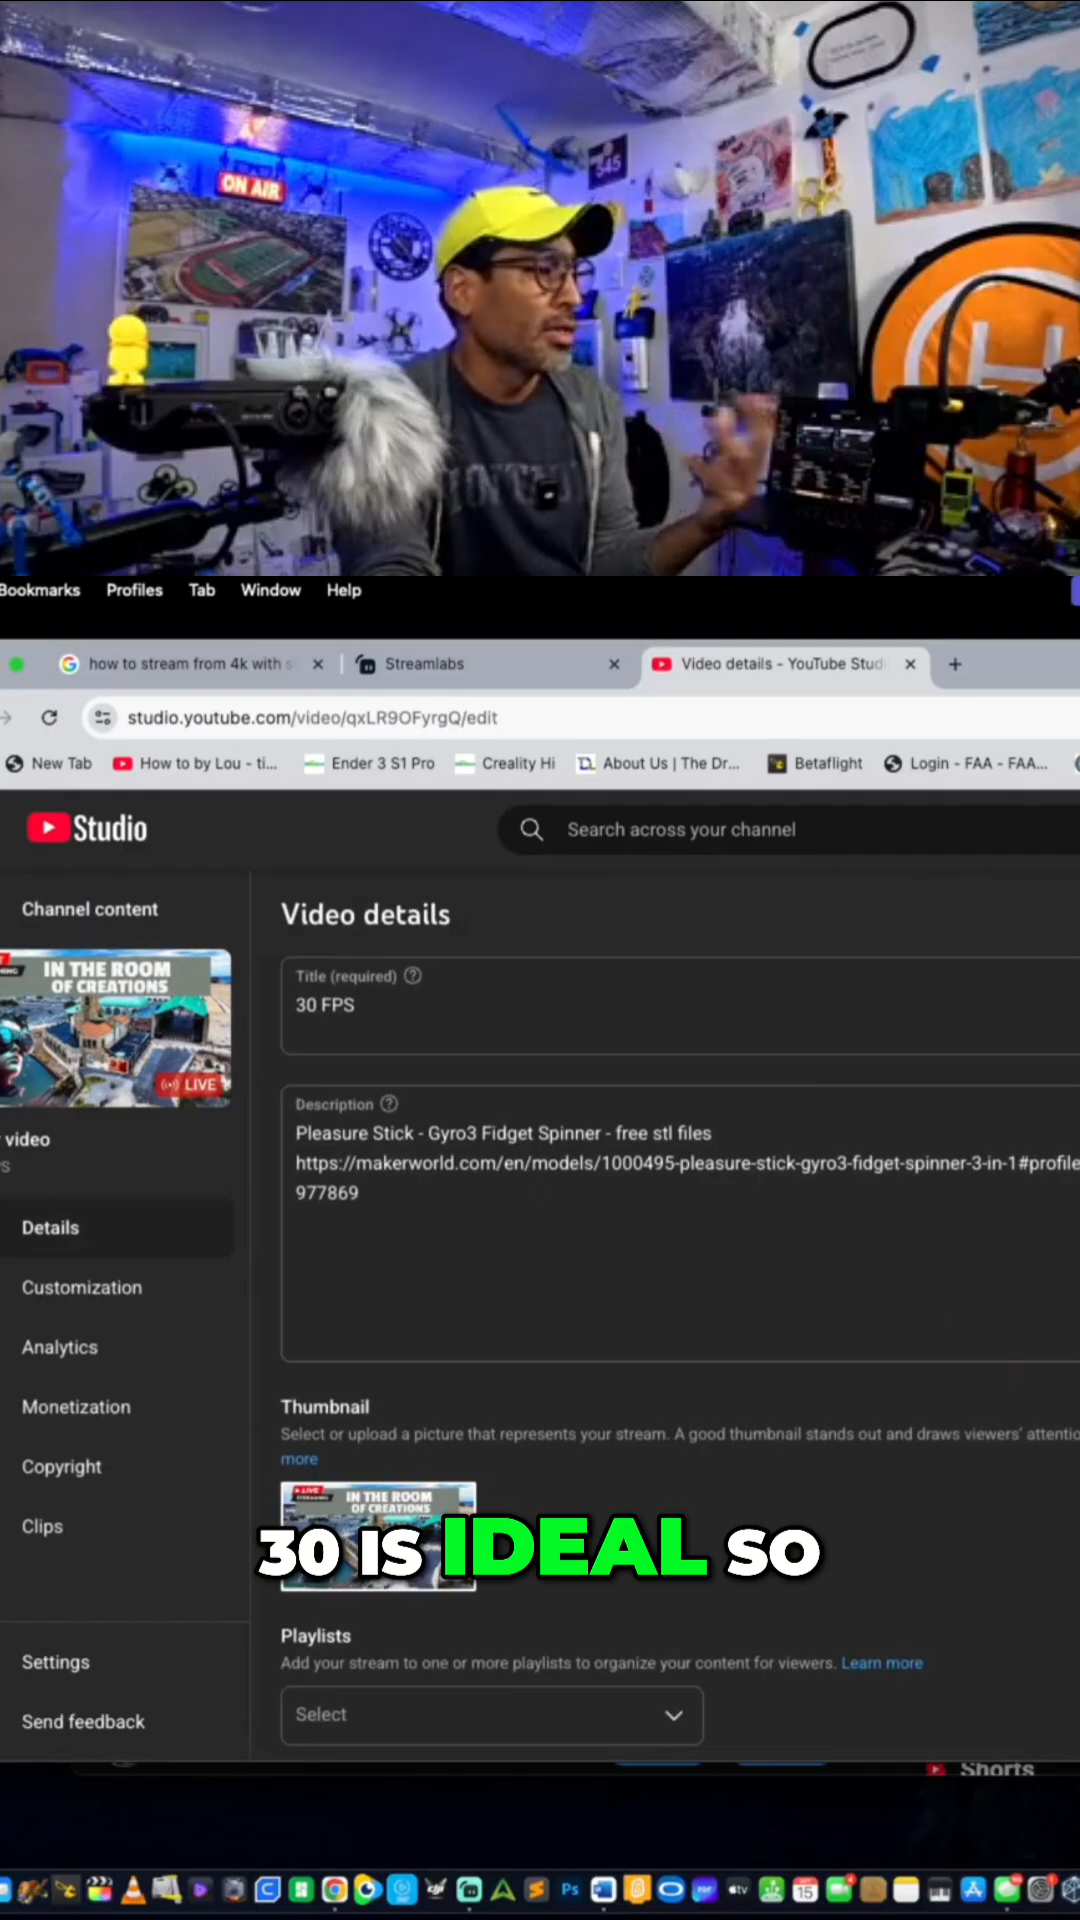 ON AIR
545
H
Bookmarks Profiles Tab Window Help
how to stream from 4k with s
Streamlabs
Video details - YouTube Studi
studio.youtube.com/video/qxLR9OFyrgQ/edit
New Tab How to by Lou - ti... Ender 3 S1 Pro Creality Hi About Us | The Dr... Betaflight Login - FAA - FAA...
Studio
Search across your channel
Channel content
IN THE ROOM
OF CREATIONS
LIVE
video
Details
Customization
Analytics
Monetization
Copyright
Clips
Settings
Send feedback
Video details
Title (required)
30 FPS
Description
Pleasure Stick - Gyro3 Fidget Spinner - free stl files
https://makerworld.com/en/models/1000495-pleasure-stick-gyro3-fidget-spinner-3-in-1#profile
977869
Thumbnail
Select or upload a picture that represents your stream. A good thumbnail stands out and draws viewers' attentio
more
LIVE
IN THE ROOM
OF CREATIONS
30 IS IDEAL SO
Playlists
Add your stream to one or more playlists to organize your content for viewers. Learn more
Select
Shorts
Ps
tv
OCT
15